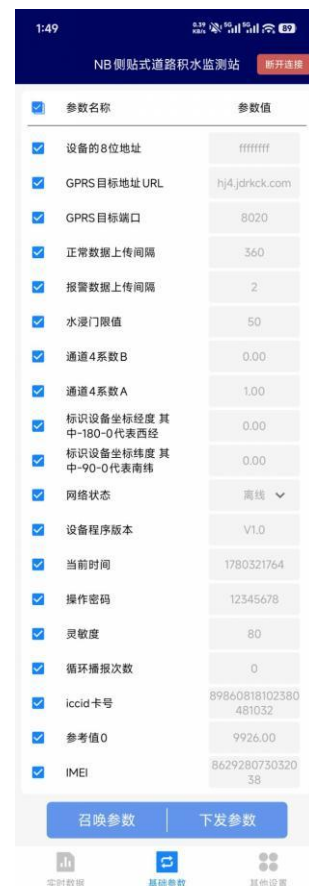 1:49
0.39 KB/s 5G 5G 89
NB侧贴式道路积水监测站 断开连接
参数名称 参数值
设备的8位地址 ffffffff
GPRS目标地址URL hj4.jdrkck.com
GPRS目标端口 8020
正常数据上传间隔 360
报警数据上传间隔 2
水浸门限值 50
通道4系数B 0.00
通道4系数A 1.00
标识设备坐标经度 其
中-180-0代表西经 0.00
标识设备坐标纬度 其
中-90-0代表南纬 0.00
网络状态 离线
设备程序版本 V1.0
当前时间 1780321764
操作密码 12345678
灵敏度 80
循环播报次数 0
iccid卡号 89860818102380
481032
参考值0 9926.00
IMEI 8629280730320
38
召唤参数 下发参数
实时数据 基础参数 其他设置